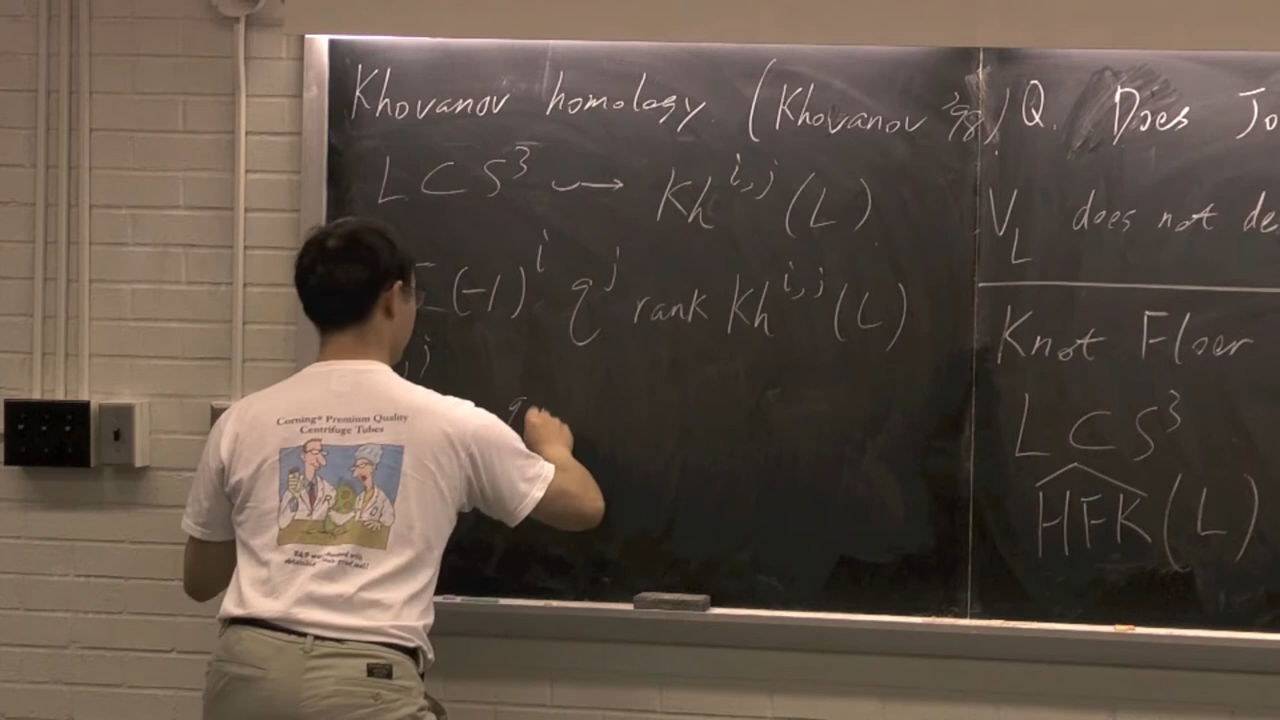 Khovanov homology. (Khovanov '98)
L ⊂ S³ ⤳ Kh^{i,j}(L).
(-1)^i q^j rank Kh^{i,j}(L)
,j
q
Q. Does Jo
V_L does not de
Knot Floer
L ⊂ S³
\widehat{HFK}(L)
Corning® Premium Quality
Centrifuge Tubes